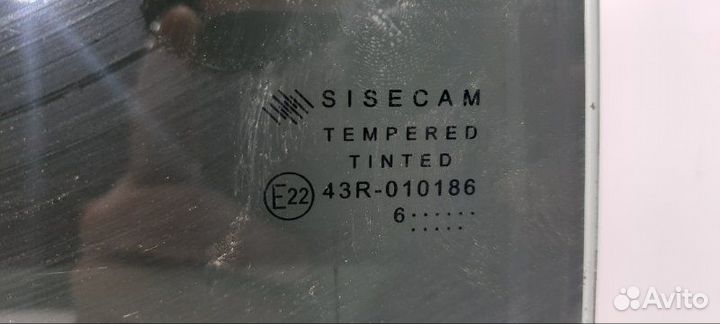 SISECAM
TEMPERED
TINTED
E22 43R-010186
6......
.....
Avito